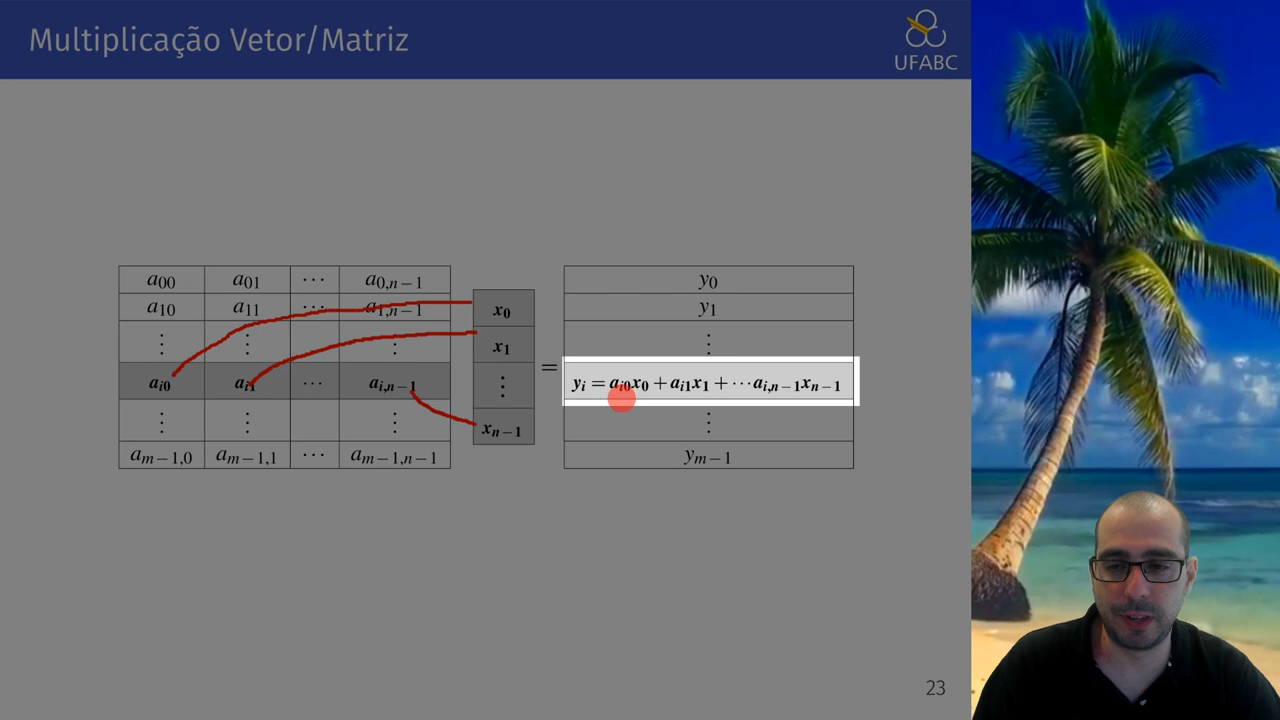 Multiplicação Vetor/Matriz
UFABC
a₀₀ a₀₁ ⋯ a₀,ₙ₋₁
a₁₀ a₁₁ ⋯ a₁,ₙ₋₁
⋮ ⋮ ⋮
aᵢ₀ aᵢ₁ ⋯ aᵢ,ₙ₋₁
⋮ ⋮ ⋮
aₘ₋₁,₀ aₘ₋₁,₁ ⋯ aₘ₋₁,ₙ₋₁
x₀
x₁
⋮
xₙ₋₁
=
y₀
y₁
⋮
yᵢ = aᵢ₀x₀ + aᵢ₁x₁ + ⋯aᵢ,ₙ₋₁xₙ₋₁
⋮
yₘ₋₁
23